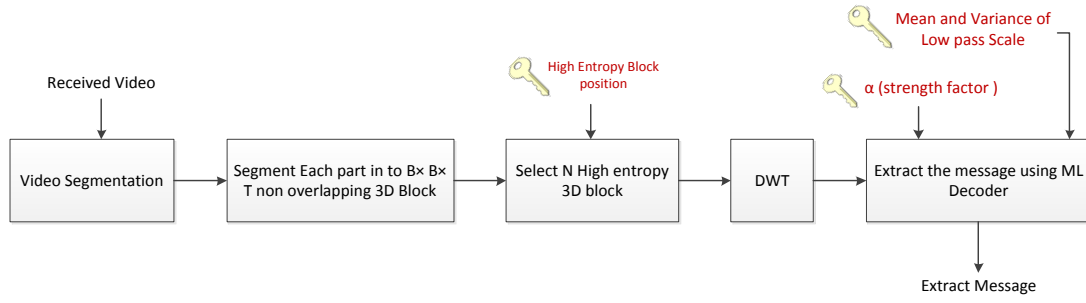 Mean and Variance of
Low pass Scale
High Entropy Block
position
Received Video
α (strength factor )
Video Segmentation
Segment Each part in to B× B×
T non overlapping 3D Block
Select N High entropy
3D block
DWT
Extract the message using ML
Decoder
Extract Message